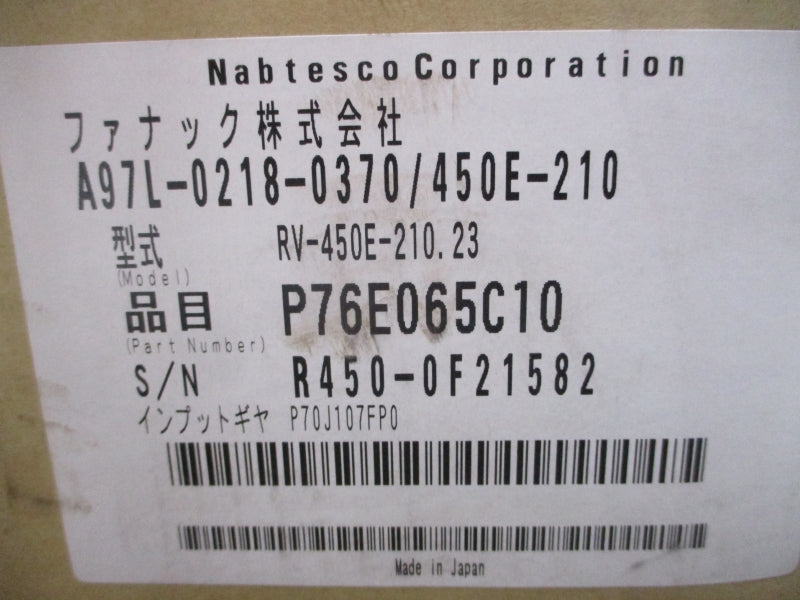 Nabtesco Corporation
ファナック株式会社
A97L-0218-0370/450E-210
型式 RV-450E-210.23
(Model)
品目 P76E065C10
(Part Number)
S/N R450-0F21582
インプットギヤ P70J107FP0
Made in Japan